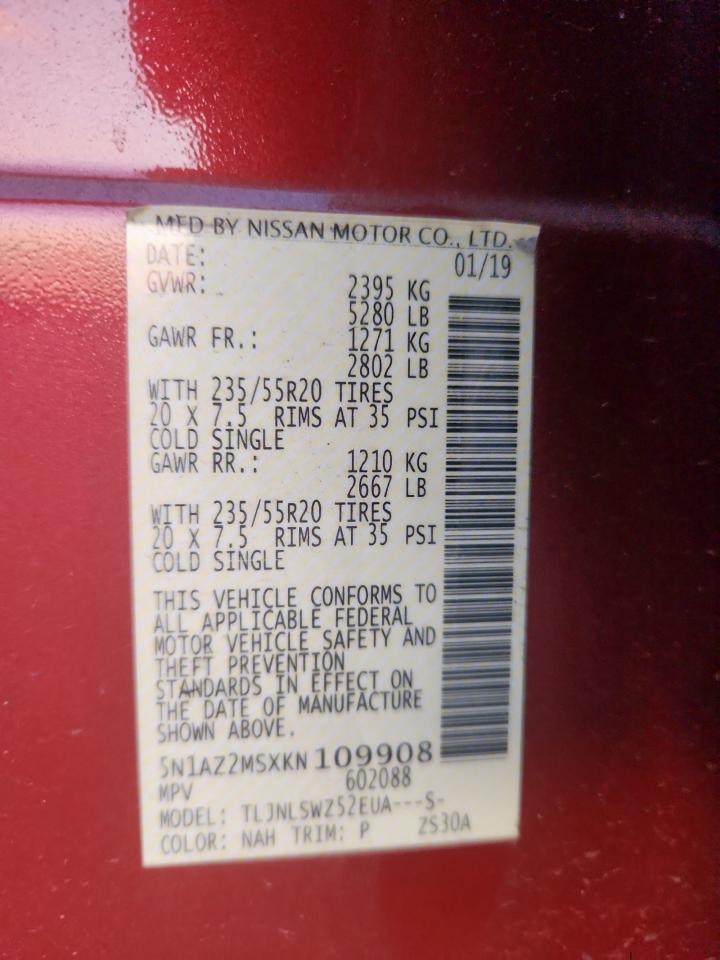 MFD BY NISSAN MOTOR CO., LTD.
DATE: 01/19
GVWR: 2395 KG
5280 LB
GAWR FR.: 1271 KG
2802 LB
WITH 235/55R20 TIRES
20 X 7.5 RIMS AT 35 PSI
COLD SINGLE
GAWR RR.: 1210 KG
2667 LB
WITH 235/55R20 TIRES
20 X 7.5 RIMS AT 35 PSI
COLD SINGLE
THIS VEHICLE CONFORMS TO
ALL APPLICABLE FEDERAL
MOTOR VEHICLE SAFETY AND
THEFT PREVENTION
STANDARDS IN EFFECT ON
THE DATE OF MANUFACTURE
SHOWN ABOVE.
5N1AZ2MSXKN 109908
MPV 602088
MODEL: TLJNLSWZ52EUA---S-
COLOR: NAH TRIM: P ZS30A